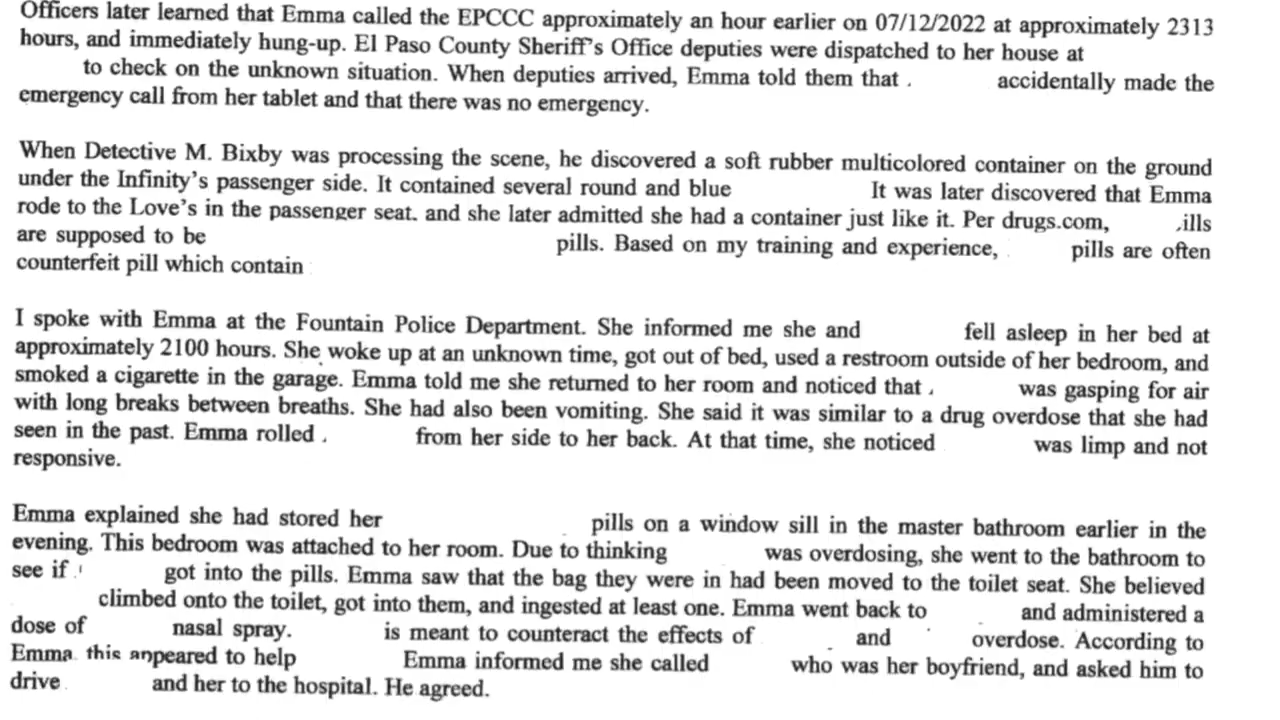 Officers later learned that Emma called the EPCCC approximately an hour earlier on 07/12/2022 at approximately 2313
hours, and immediately hung-up. El Paso County Sheriff's Office deputies were dispatched to her house at
to check on the unknown situation. When deputies arrived, Emma told them that accidentally made the
emergency call from her tablet and that there was no emergency.
When Detective M. Bixby was processing the scene, he discovered a soft rubber multicolored container on the ground
under the Infinity's passenger side. It contained several round and blue It was later discovered that Emma
rode to the Love's in the passenger seat. and she later admitted she had a container just like it. Per drugs.com, ills
are supposed to be pills. Based on my training and experience, pills are often
counterfeit pill which contain
I spoke with Emma at the Fountain Police Department. She informed me she and fell asleep in her bed at
approximately 2100 hours. She woke up at an unknown time, got out of bed, used a restroom outside of her bedroom, and
smoked a cigarette in the garage. Emma told me she returned to her room and noticed that was gasping for air
with long breaks between breaths. She had also been vomiting. She said it was similar to a drug overdose that she had
seen in the past. Emma rolled from her side to her back. At that time, she noticed was limp and not
responsive.
Emma explained she had stored her pills on a window sill in the master bathroom earlier in the
evening. This bedroom was attached to her room. Due to thinking was overdosing, she went to the bathroom to
see if got into the pills. Emma saw that the bag they were in had been moved to the toilet seat. She believed
climbed onto the toilet, got into them, and ingested at least one. Emma went back to and administered a
dose of nasal spray. is meant to counteract the effects of and overdose. According to
Emma this appeared to help Emma informed me she called who was her boyfriend, and asked him to
drive and her to the hospital. He agreed.